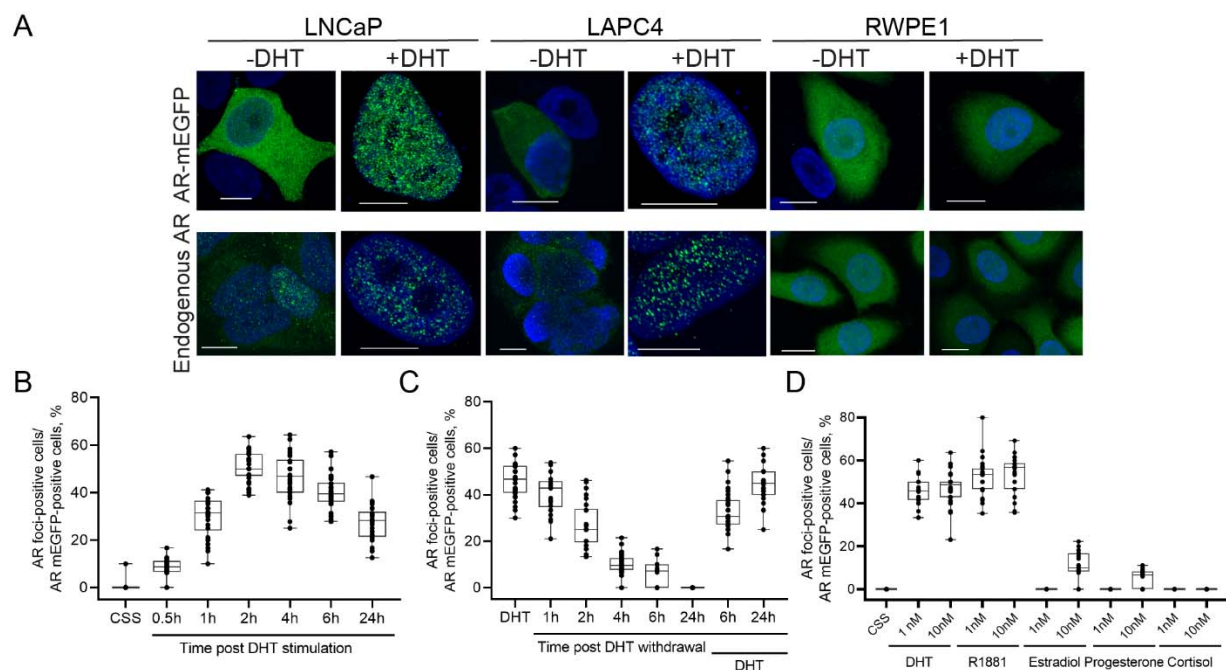 A
LNCaP LAPC4 RWPE1
-DHT +DHT -DHT +DHT -DHT +DHT
AR-mEGFP
Endogenous AR
B
AR foci-positive cells/
AR mEGFP-positive cells, %
80
60
40
20
0
CSS 0.5h 1h 2h 4h 6h 24h
Time post DHT stimulation
C
AR foci-positive cells/
AR mEGFP-positive cells, %
80
60
40
20
0
DHT 1h 2h 4h 6h 24h 6h 24h
Time post DHT withdrawal
DHT
D
AR foci-positive cells/
AR mEGFP-positive cells, %
80
60
40
20
0
CSS 1 nM 10nM 1nM 10nM 1nM 10nM 1nM 10nM 1nM 10nM
DHT R1881 Estradiol Progesterone Cortisol